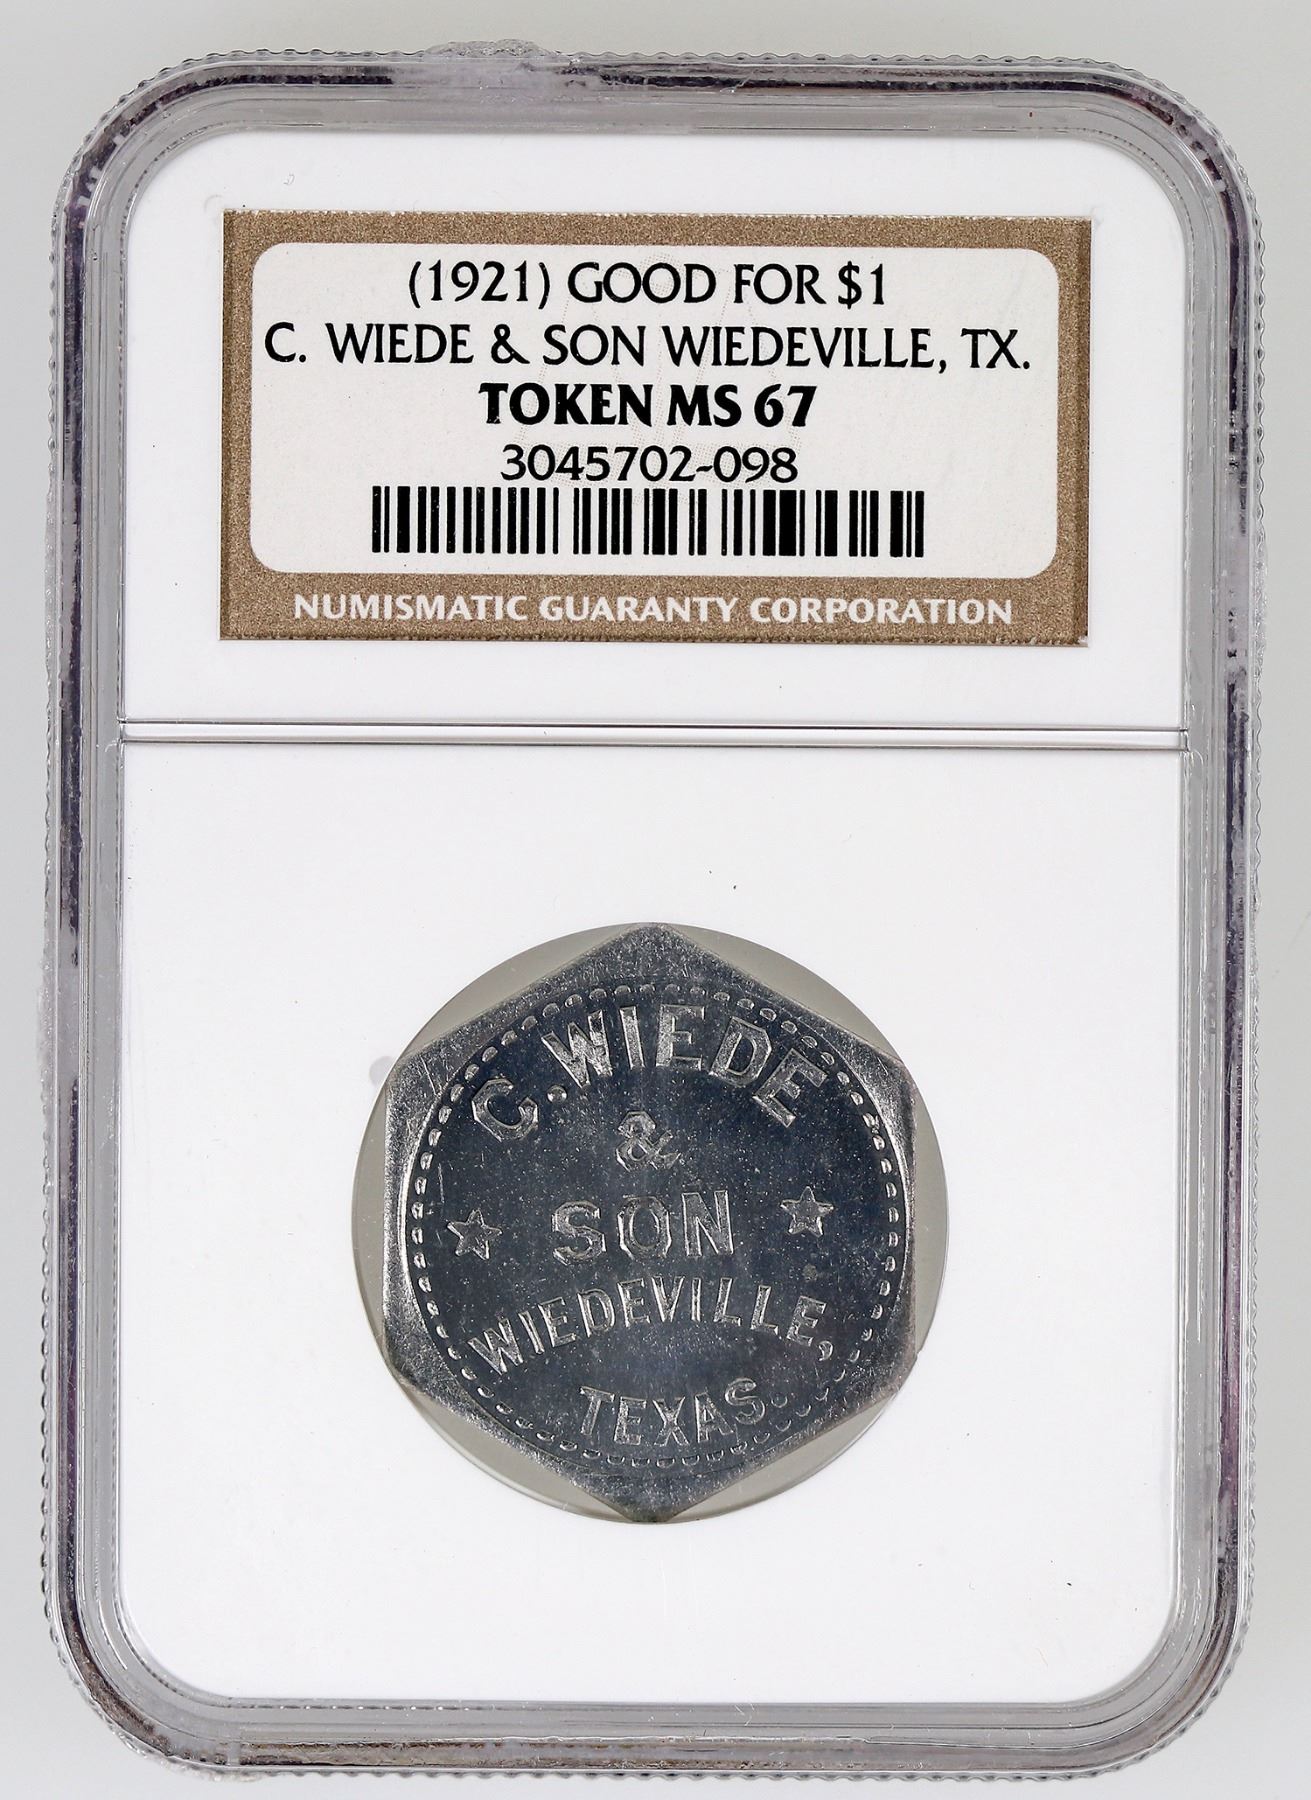 (1921) GOOD FOR $1
C. WIEDE & SON WIEDEVILLE, TX.
TOKEN MS 67
3045702-098
NUMISMATIC GUARANTY CORPORATION
C. WIEDE
&
SON
WIEDEVILLE,
TEXAS.